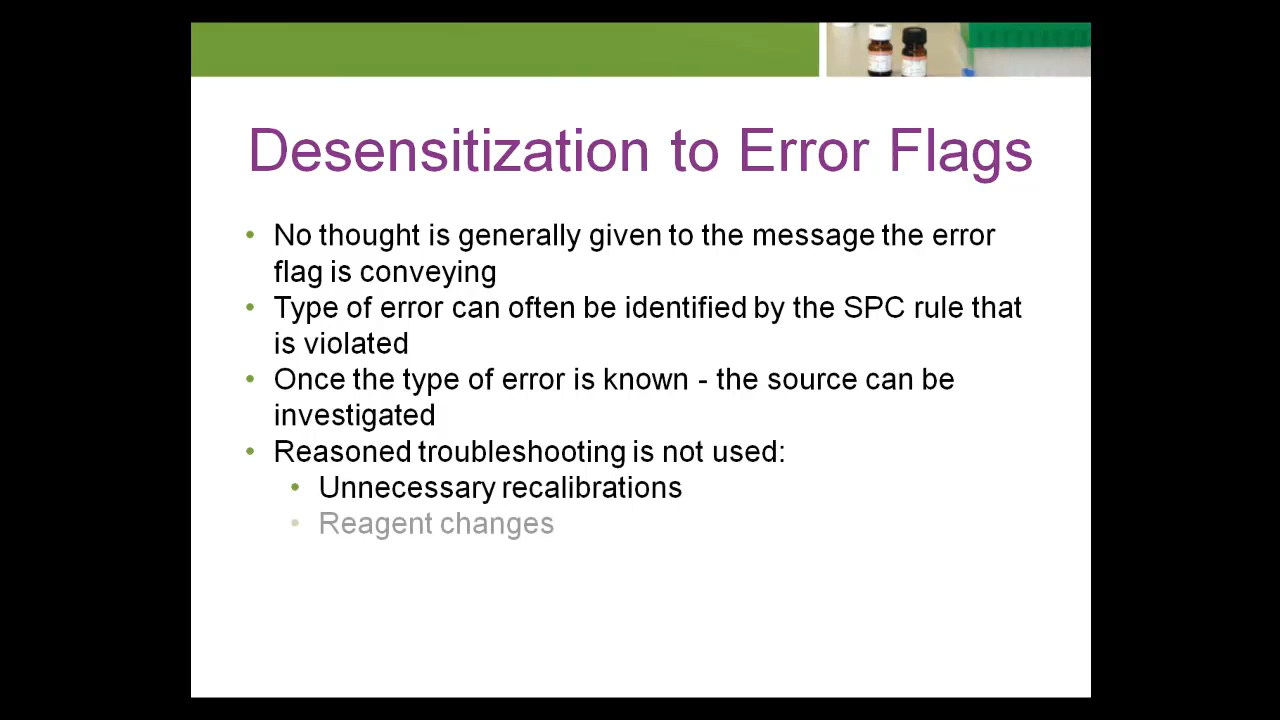 Desensitization to Error Flags
• No thought is generally given to the message the error
flag is conveying
• Type of error can often be identified by the SPC rule that
is violated
• Once the type of error is known - the source can be
investigated
• Reasoned troubleshooting is not used:
• Unnecessary recalibrations
• Reagent changes